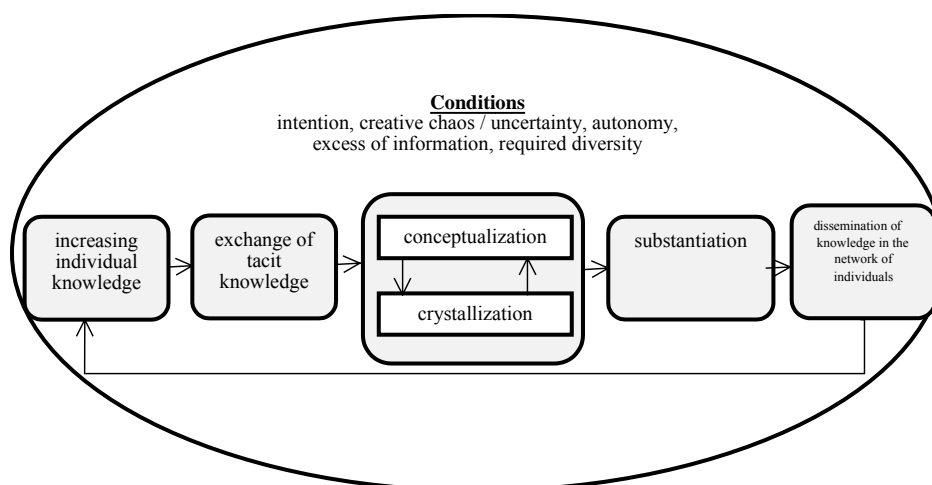 Conditions
intention, creative chaos / uncertainty, autonomy,
excess of information, required diversity
increasing
individual
knowledge
exchange of
tacit
knowledge
conceptualization
crystallization
substantiation
dissemination of
knowledge in the
network of
individuals